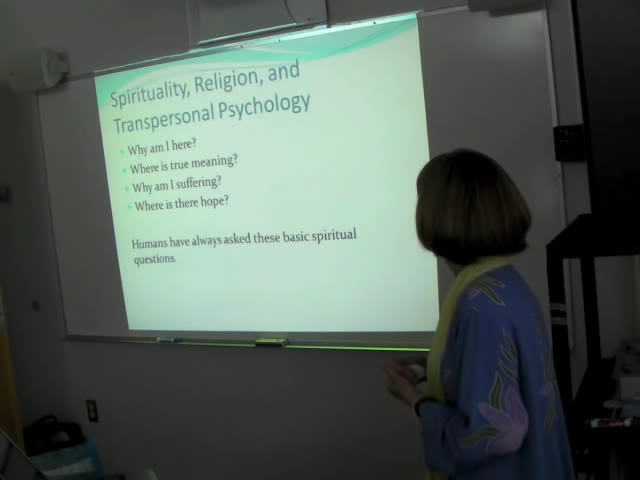 Spirituality, Religion, and
Transpersonal Psychology
Why am I here?
Where is true meaning?
Why am I suffering?
Where is there hope?
Humans have always asked these basic spiritual
questions.